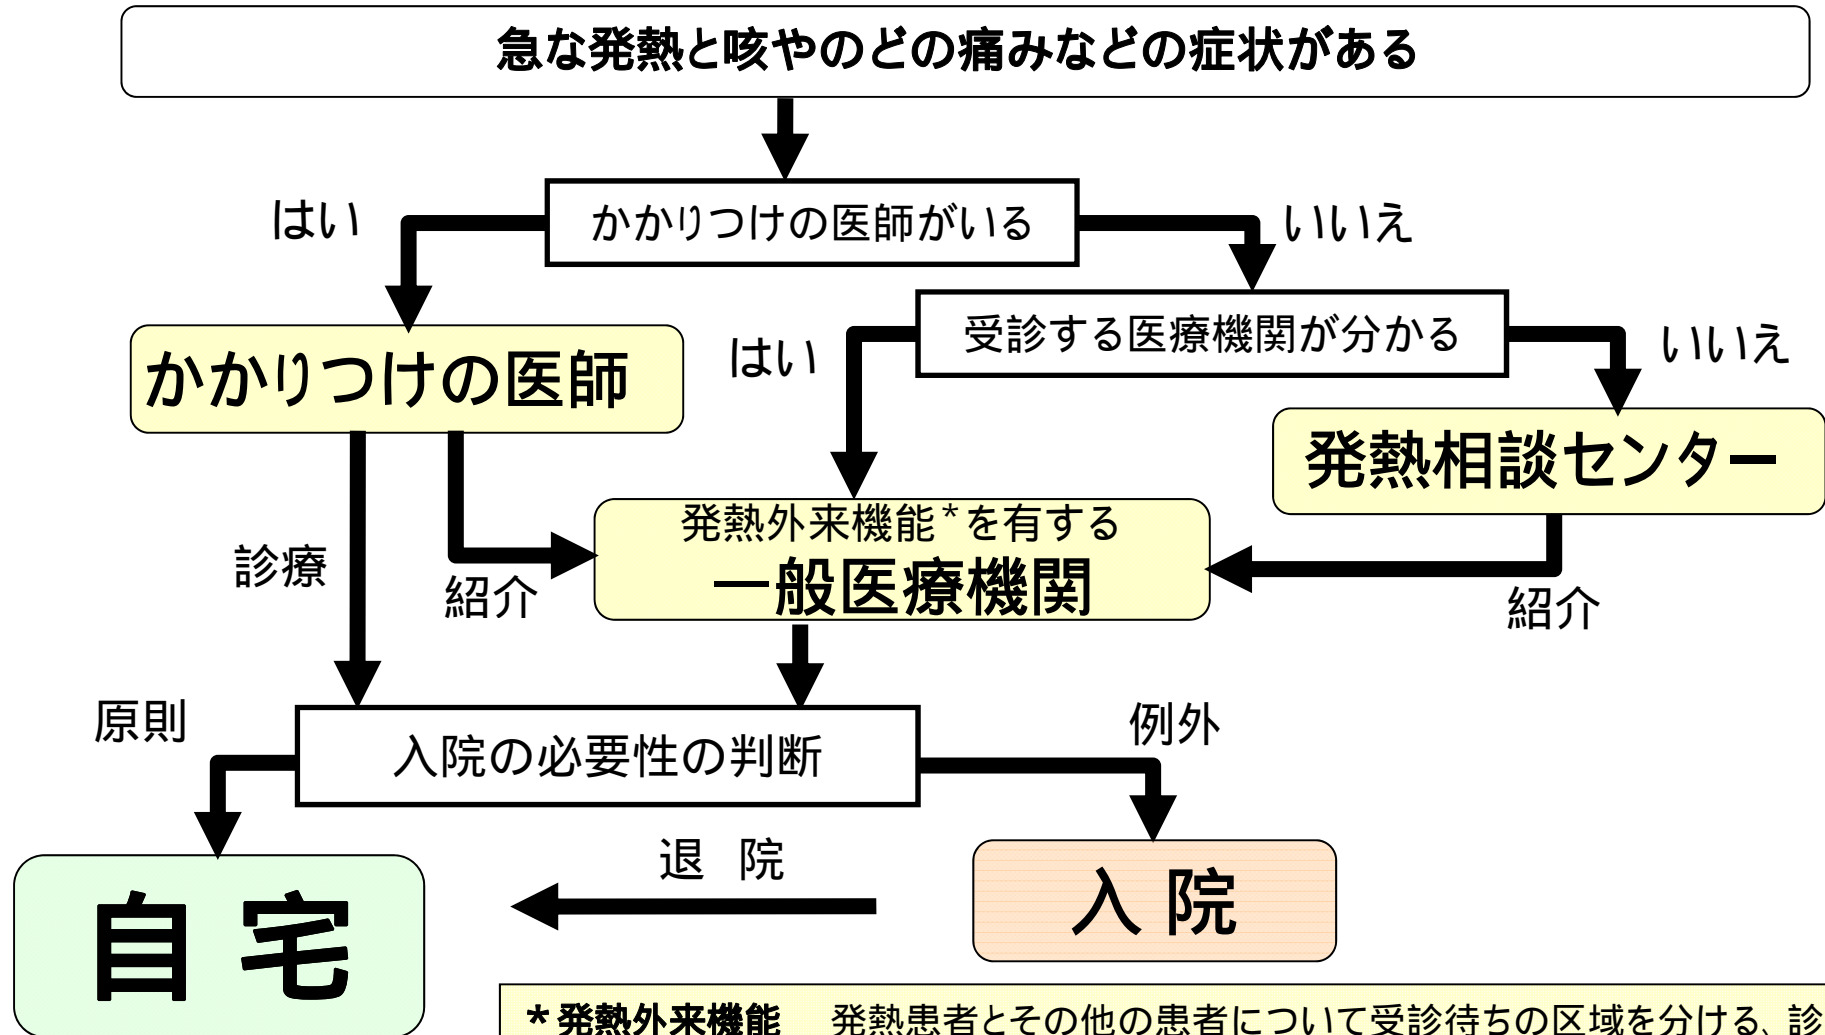 急な発熱と咳やのどの痛みなどの症状がある
かかりつけの医師がいる
はい
いいえ
受診する医療機関が分かる
はい
いいえ
かかりつけの医師
発熱相談センター
発熱外来機能*を有する
一般医療機関
診療
紹介
紹介
原則
入院の必要性の判断
例外
退 院
自 宅
入 院
*発熱外来機能 発熱患者とその他の患者について受診待ちの区域を分ける、診